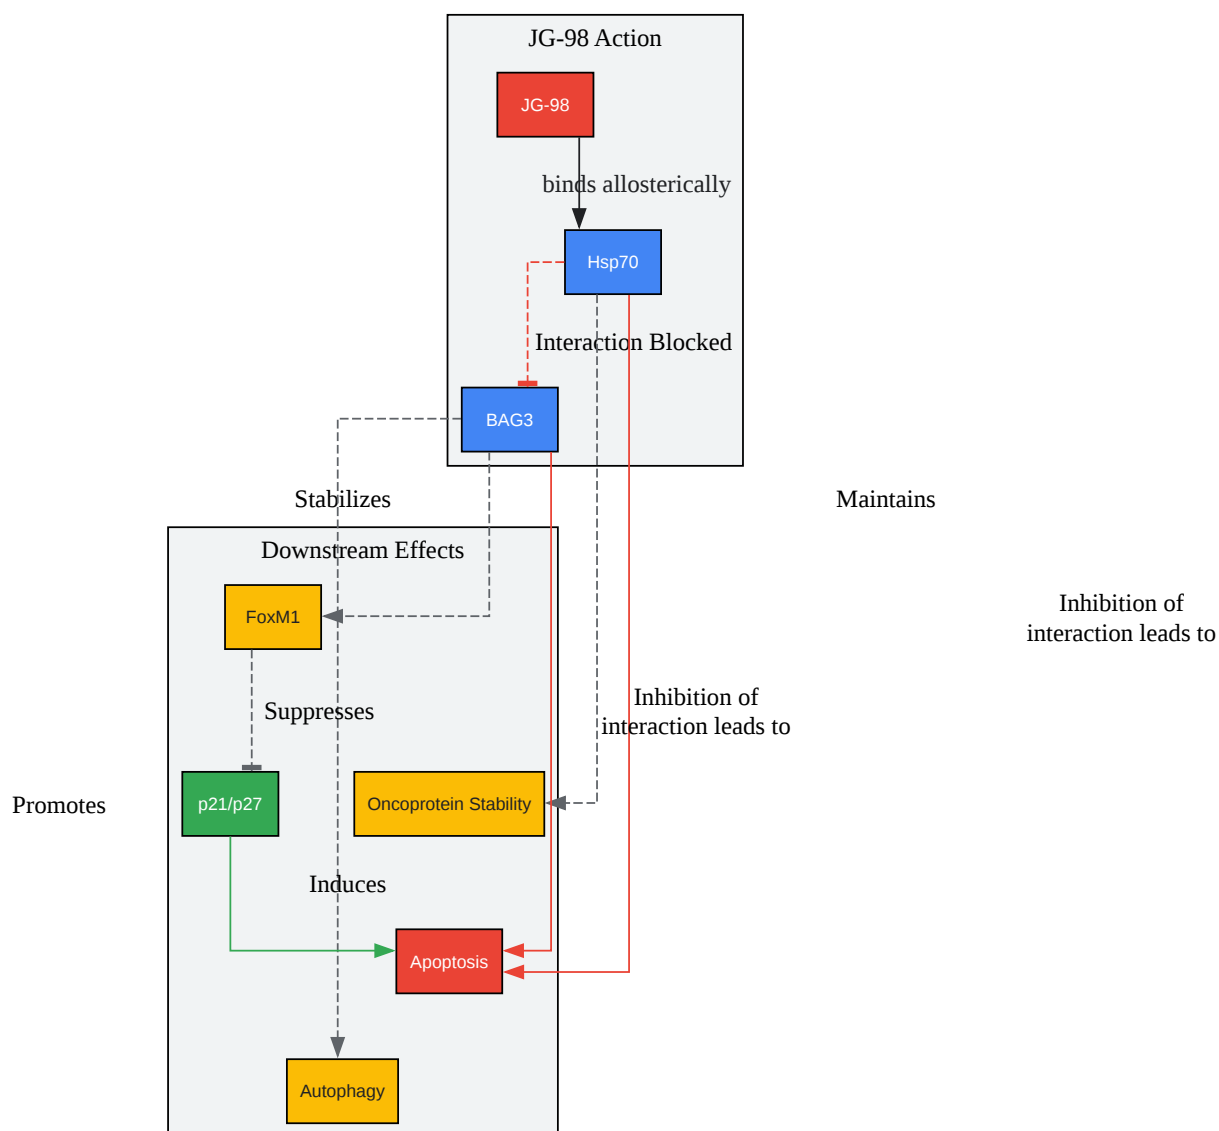 JG-98 Action
JG-98
binds allosterically
Hsp70
Interaction Blocked
BAG3
Stabilizes
Maintains
Downstream Effects
FoxM1
Inhibition of
interaction leads to
Suppresses
Inhibition of
interaction leads to
Promotes
p21/p27
Oncoprotein Stability
Induces
Apoptosis
Autophagy